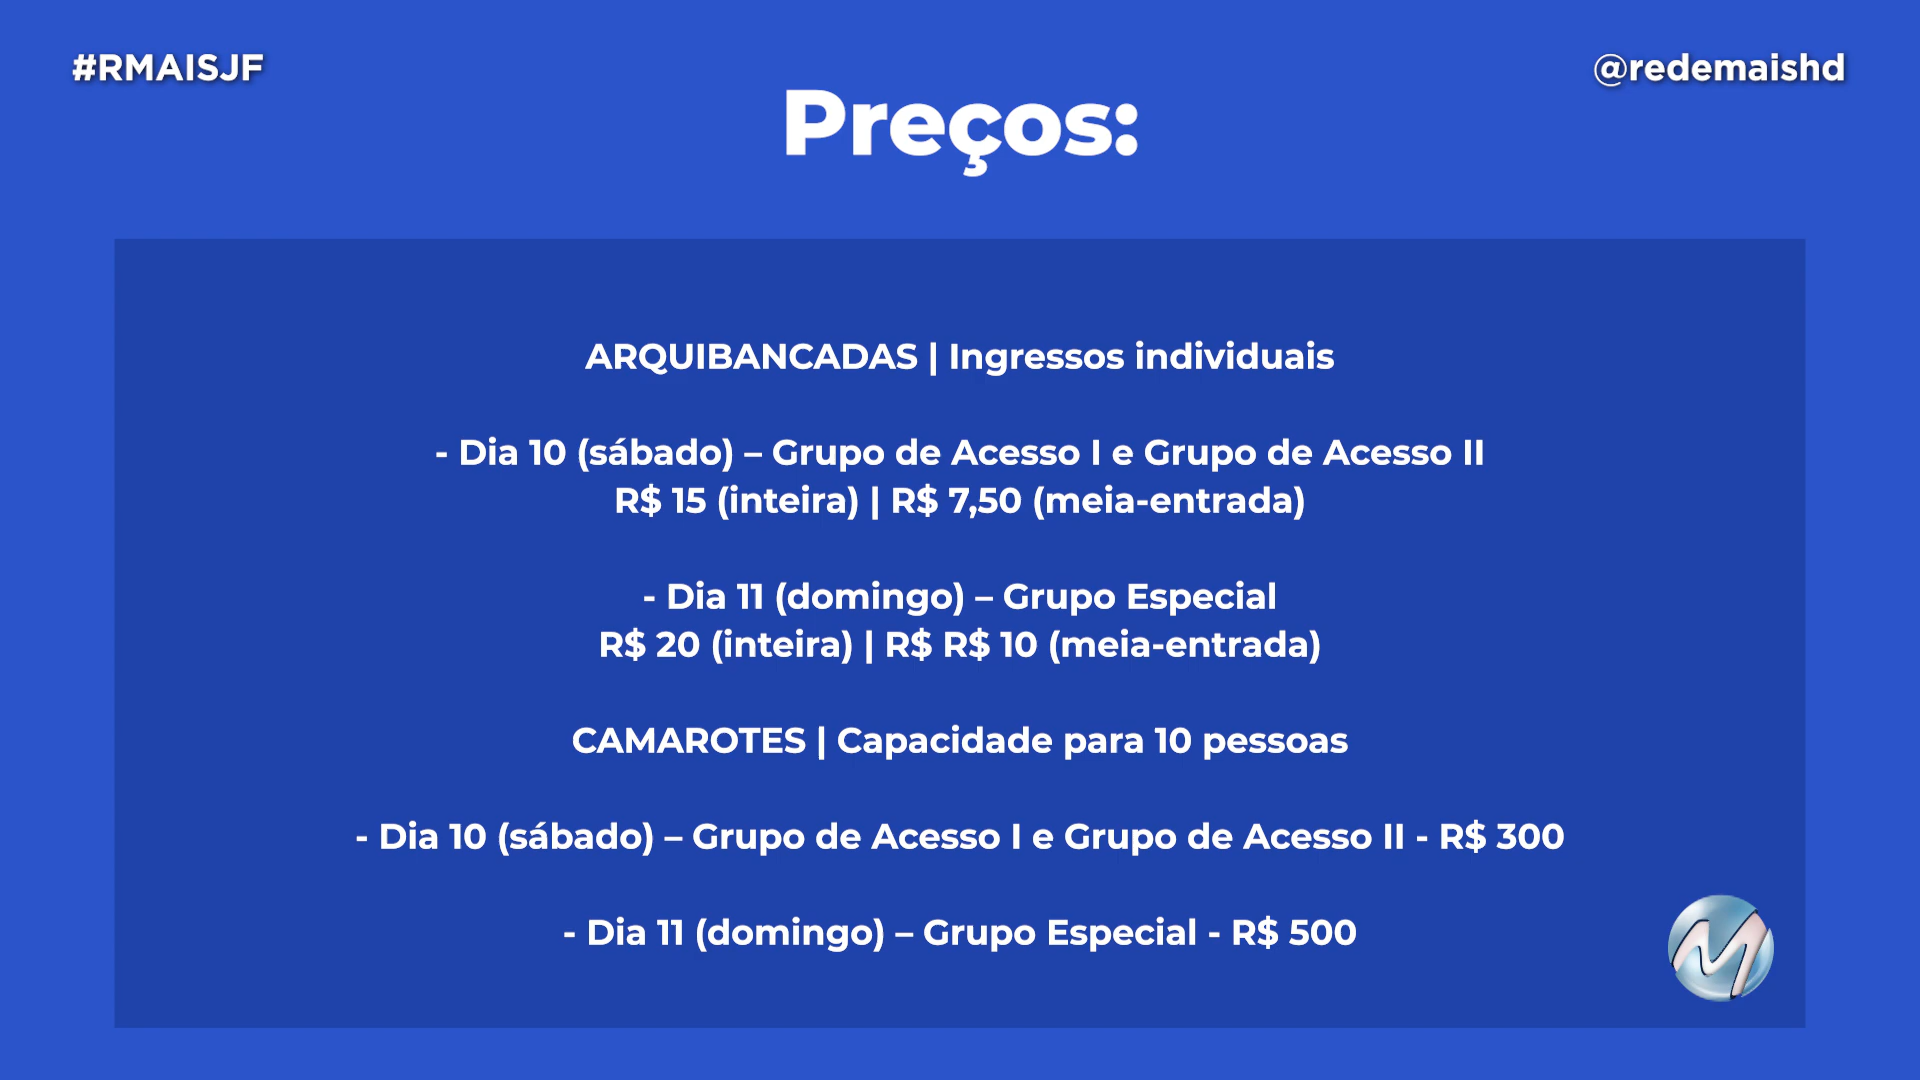 #RMAISJF
@redemaishd
Preços:
ARQUIBANCADAS | Ingressos individuais
- Dia 10 (sábado) – Grupo de Acesso I e Grupo de Acesso II
R$ 15 (inteira) | R$ 7,50 (meia-entrada)
- Dia 11 (domingo) – Grupo Especial
R$ 20 (inteira) | R$ R$ 10 (meia-entrada)
CAMAROTES | Capacidade para 10 pessoas
- Dia 10 (sábado) – Grupo de Acesso I e Grupo de Acesso II - R$ 300
- Dia 11 (domingo) – Grupo Especial - R$ 500
M